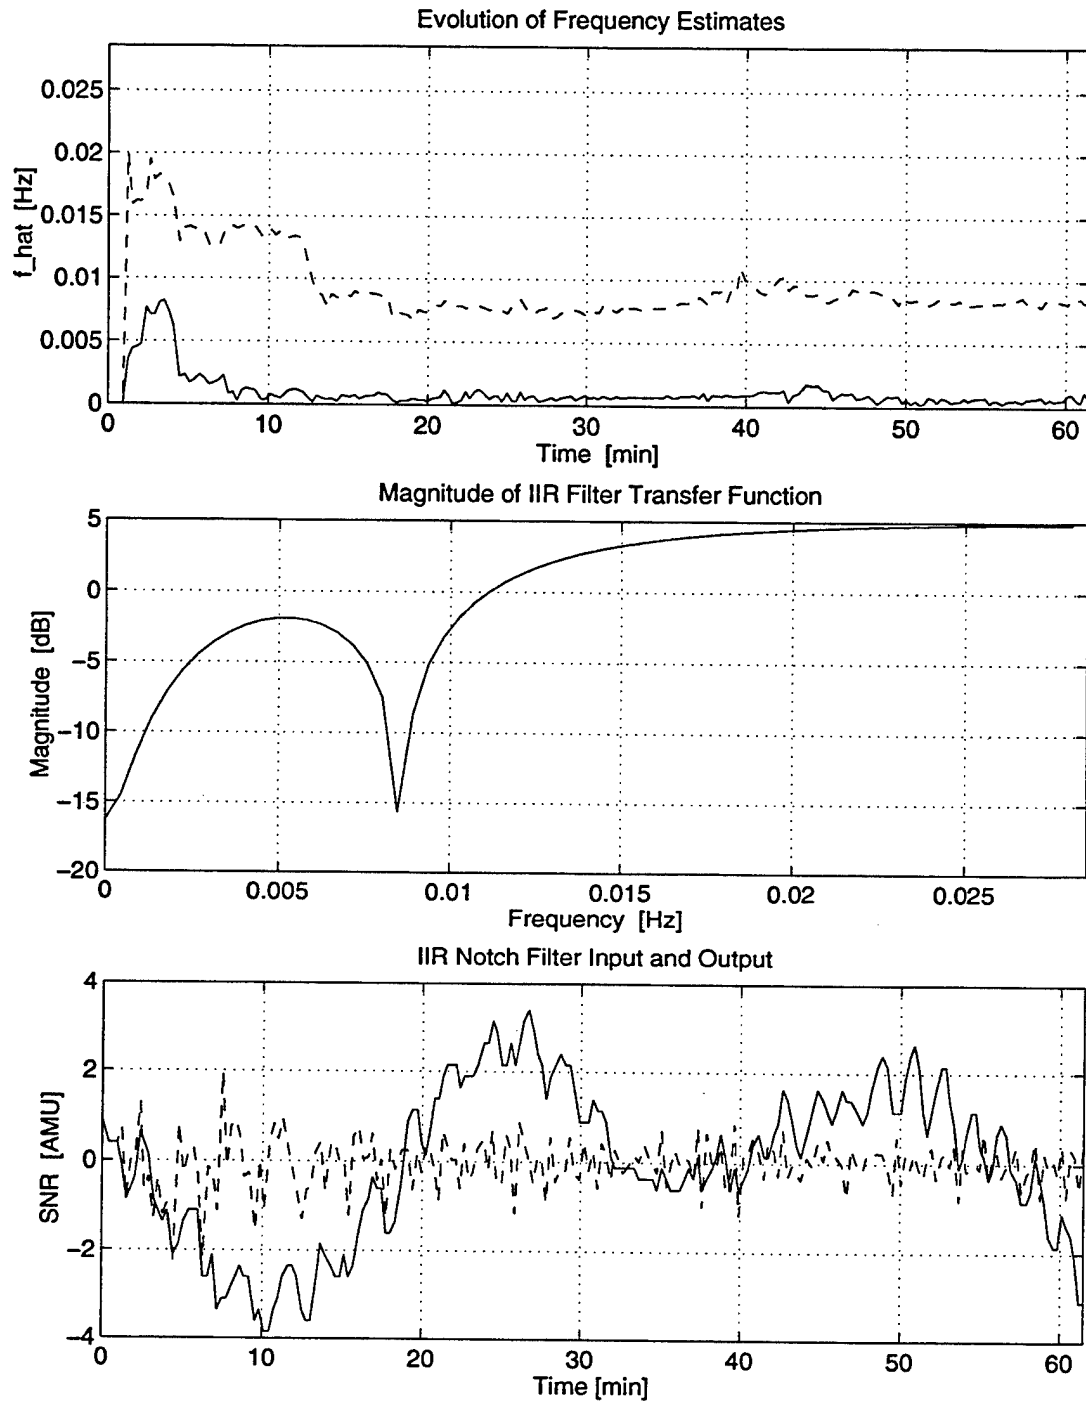 Evolution of Frequency Estimates
0.025
0.02
0.015
0.01
0.005
0
f_hat [Hz]
0 10 20 30 40 50 60
Time [min]
Magnitude of IIR Filter Transfer Function
5
0
−5
−10
−15
−20
Magnitude [dB]
0 0.005 0.01 0.015 0.02 0.025
Frequency [Hz]
IIR Notch Filter Input and Output
4
2
0
−2
−4
SNR [AMU]
0 10 20 30 40 50 60
Time [min]